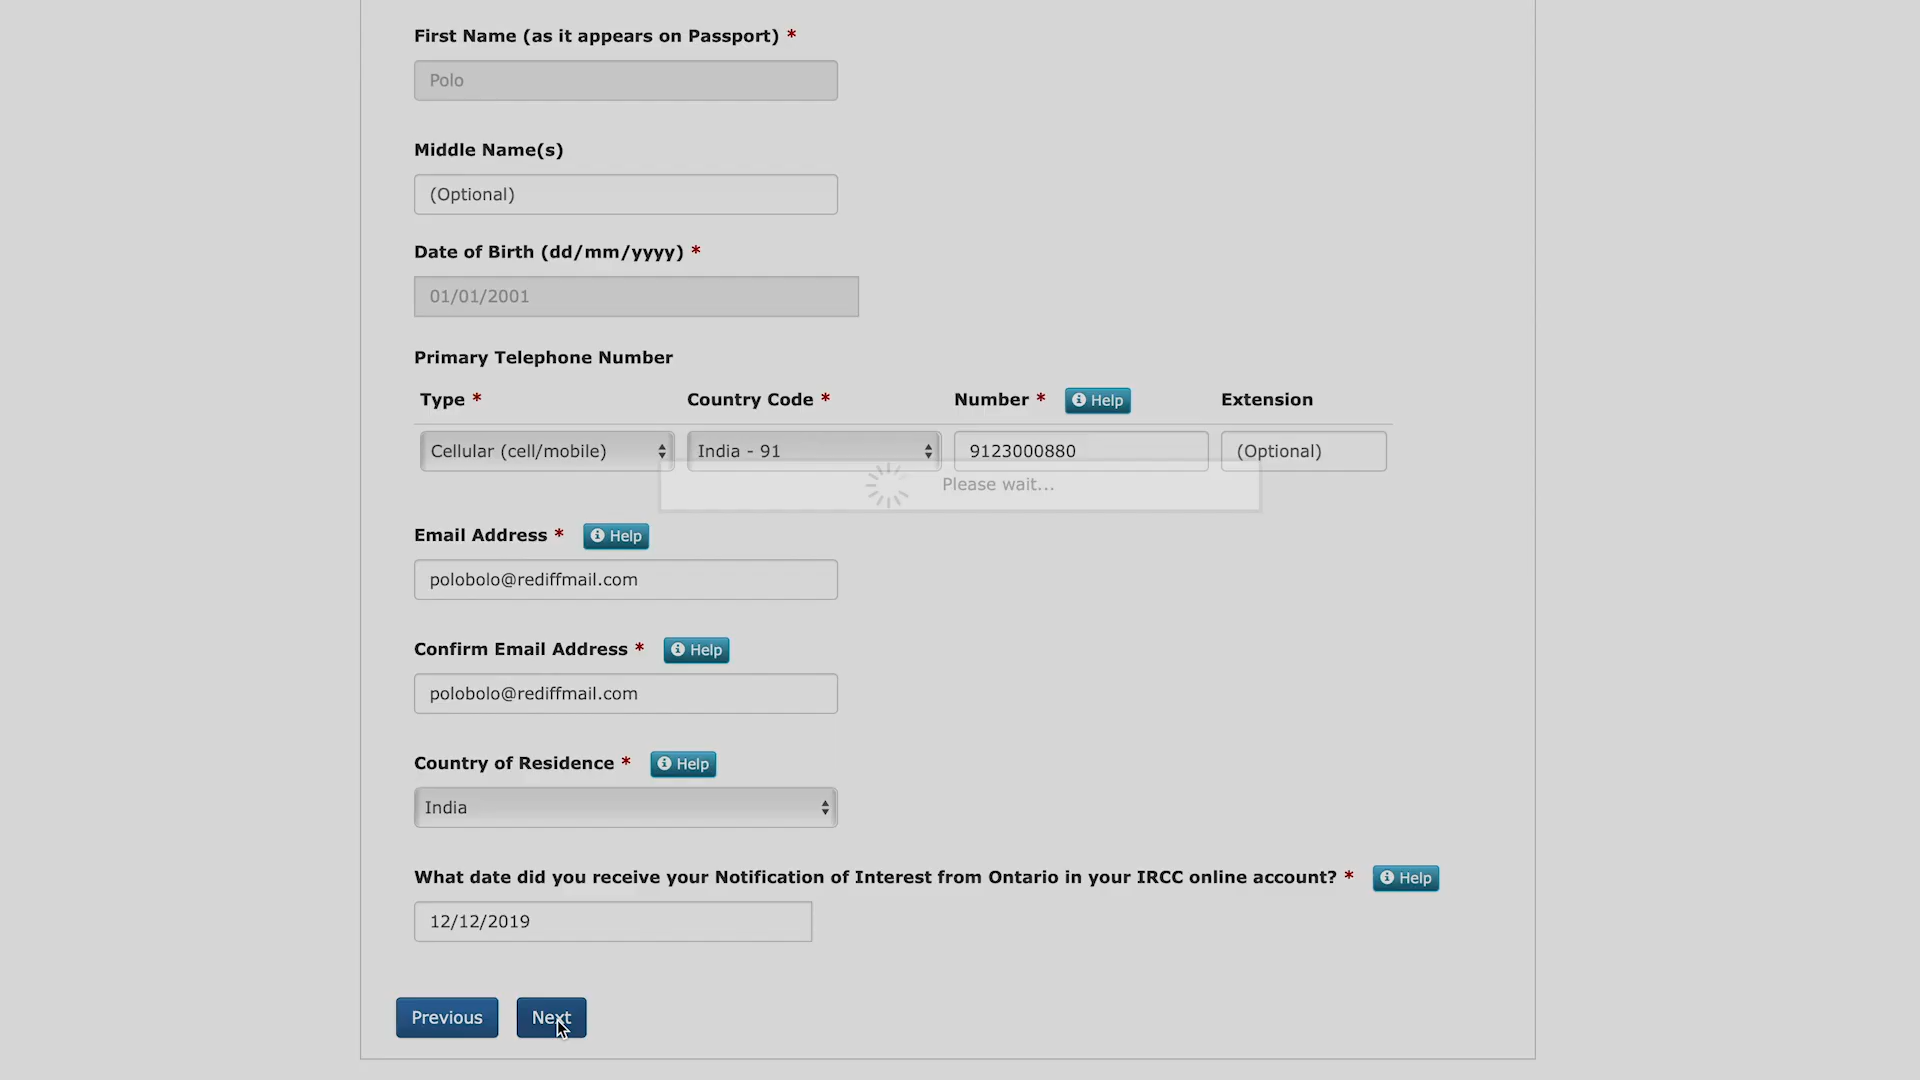 First Name (as it appears on Passport) *
Polo
Middle Name(s)
(Optional)
Date of Birth (dd/mm/yyyy) *
01/01/2001
Primary Telephone Number
Type * Country Code * Number * Help Extension
Cellular (cell/mobile) India - 91 9123000880 (Optional)
Please wait...
Email Address * Help
polobolo@rediffmail.com
Confirm Email Address * Help
polobolo@rediffmail.com
Country of Residence * Help
India
What date did you receive your Notification of Interest from Ontario in your IRCC online account? * Help
12/12/2019
Previous Next